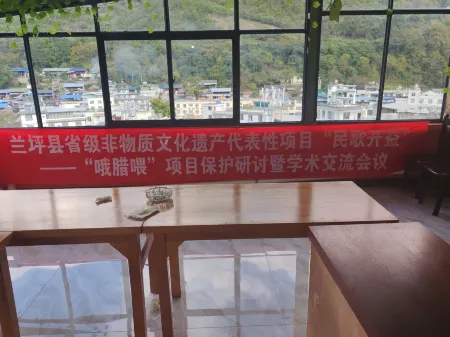 兰坪县省级非物质文化遗产代表性项目“民歌开益
——“哦腊喂”项目保护研讨暨学术交流会议